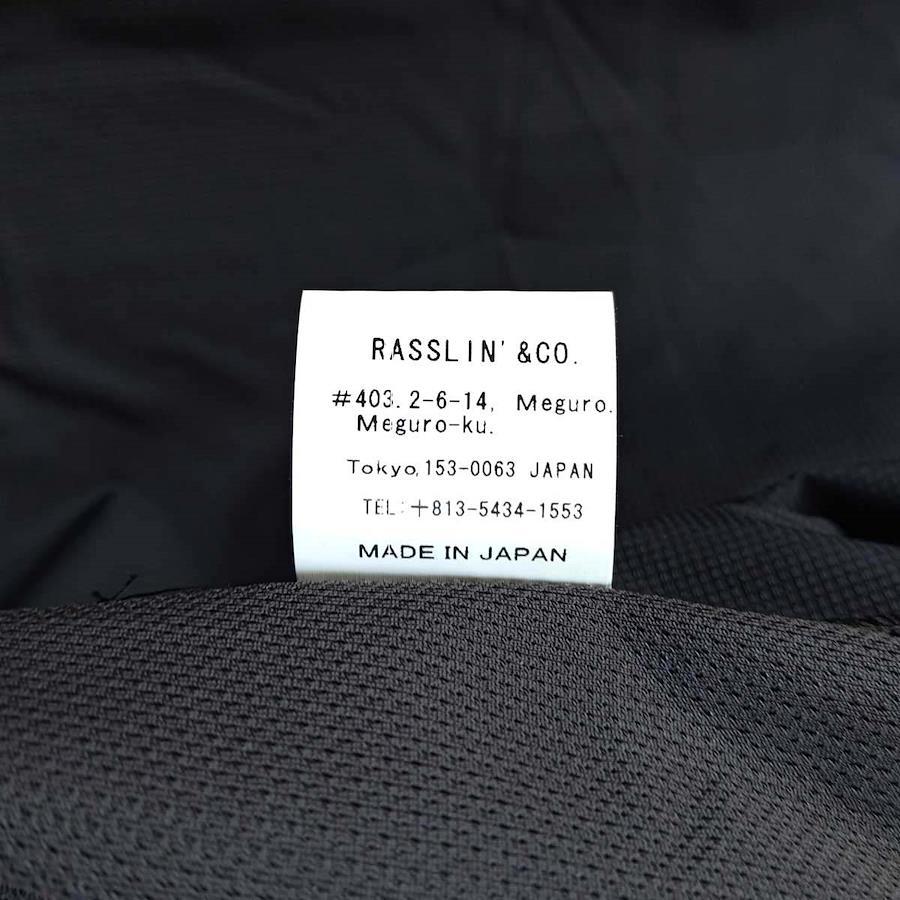 RASSLIN' &CO.
#403. 2-6-14, Meguro.
Meguro-ku.
Tokyo, 153-0063 JAPAN
TEL:+813-5434-1553
MADE IN JAPAN